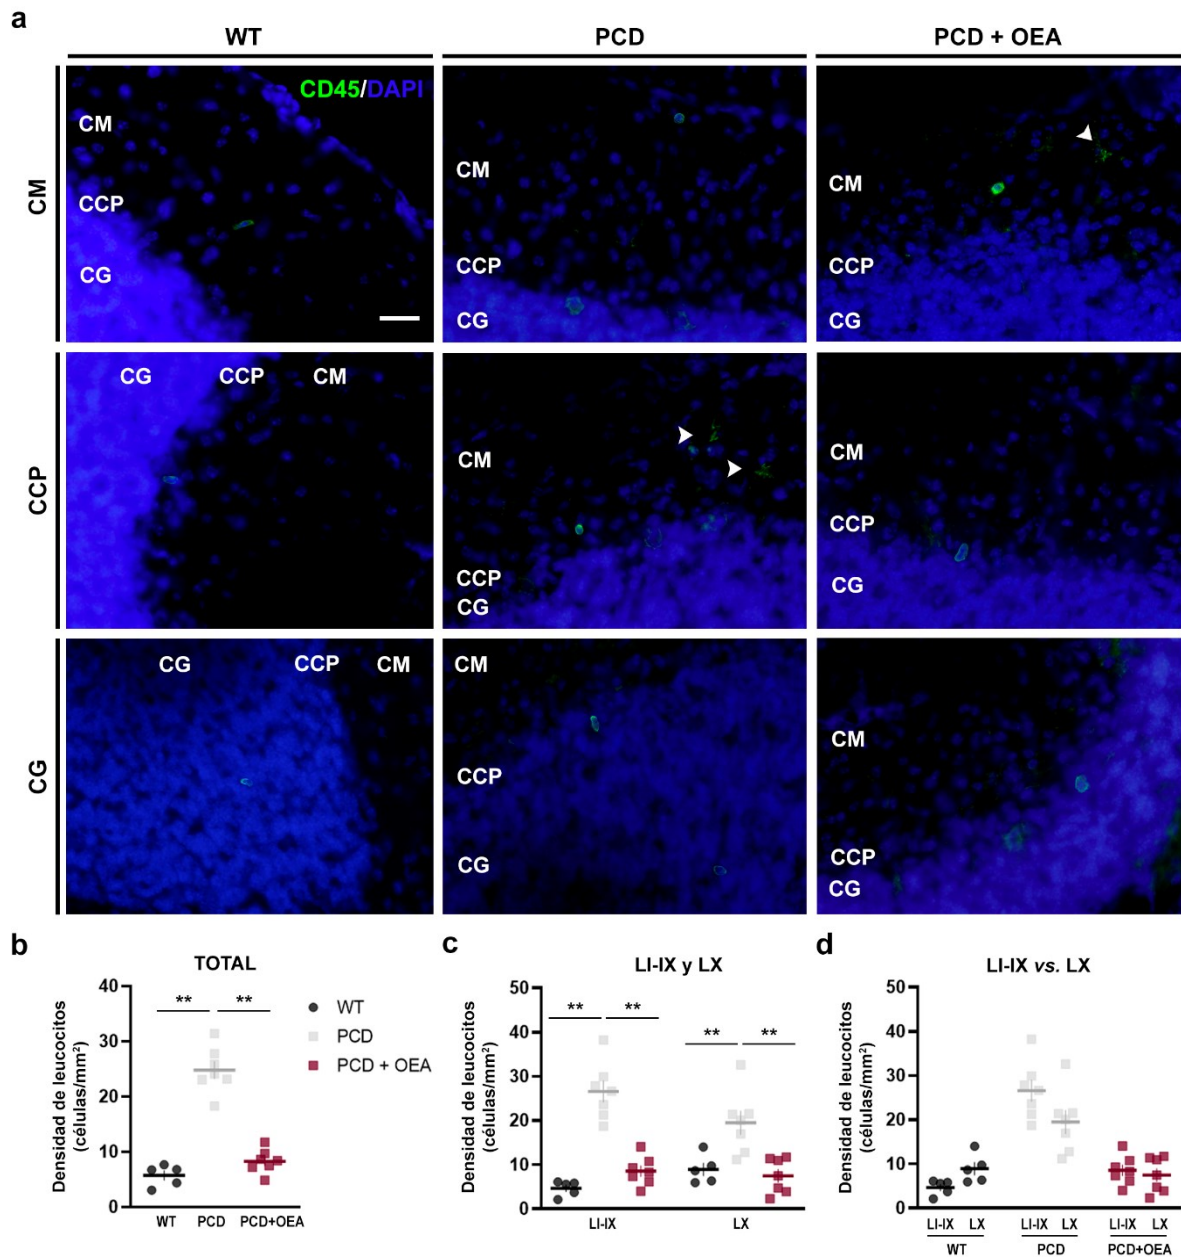 a
WT
PCD
PCD + OEA
CM
CD45/DAPI
CM
CCP
CG
CM
CCP
CG
CM
CCP
CG
CCP
CG
CCP
CM
CM
CCP
CG
CM
CCP
CG
CG
CG
CCP
CM
CM
CCP
CG
CM
CCP
CG
b
TOTAL
Densidad de leucocitos
(células/mm²)
40
30
20
10
0
**
**
WT
PCD
PCD+OEA
WT
PCD
PCD + OEA
c
LI-IX y LX
Densidad de leucocitos
(células/mm²)
50
40
30
20
10
0
**
**
**
**
LI-IX
LX
d
LI-IX vs. LX
Densidad de leucocitos
(células/mm²)
50
40
30
20
10
0
LI-IX LX
LI-IX LX
LI-IX LX
WT
PCD
PCD+OEA